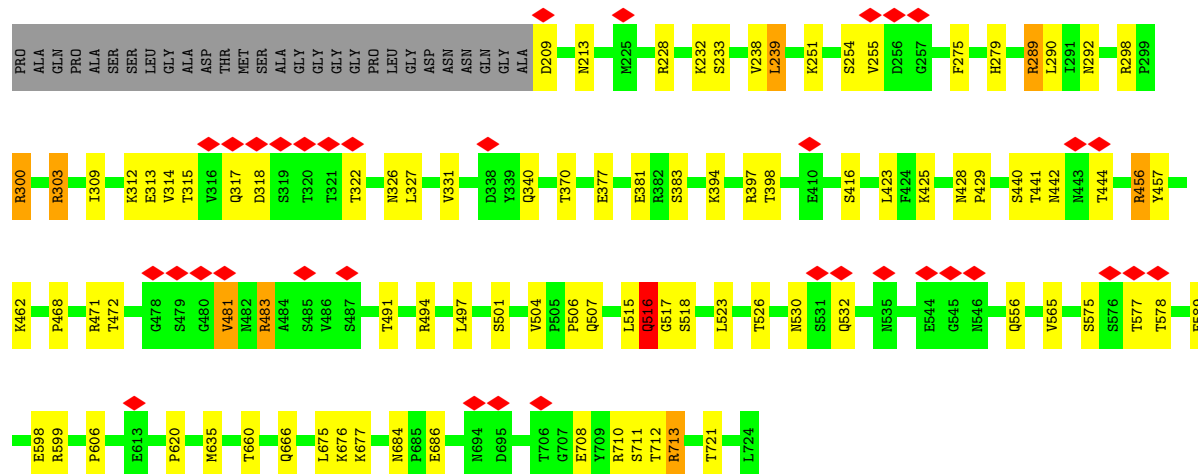 PRO ALA GLN PRO ALA SER SER LEU GLY ALA ASP THR MET SER ALA GLY GLY GLY GLY PRO LEU GLY ASP ASN ASN GLN GLY ALA D209 N213 M225 R228 K232 S233 V238 L239 K251 S254 V255 D256 G257 F275 H279 R289 L290 I291 N292 R298 P299
R300 R303 I309 K312 E313 V314 T315 V316 Q317 D318 S319 T320 T321 T322 N326 L327 V331 D338 Y339 Q340 T370 E377 E381 R382 S383 K394 R397 T398 E410 S416 L423 F424 K425 N428 P429 S440 T441 N442 N443 T444 R456 Y457
K462 P468 R471 T472 G478 S479 G480 V481 N482 R483 A484 S485 V486 S487 T491 R494 L497 S501 V504 P505 P506 Q507 L515 Q516 G517 S518 L523 T526 N530 S531 Q532 N535 E544 G545 N546 Q556 V565 S575 S576 T577 T578
E598 R599 P606 E613 P620 M635 T660 Q666 L675 K676 K677 N684 P685 E686 N694 D695 T706 G707 E708 Y709 R710 S711 T712 R713 T721 L724